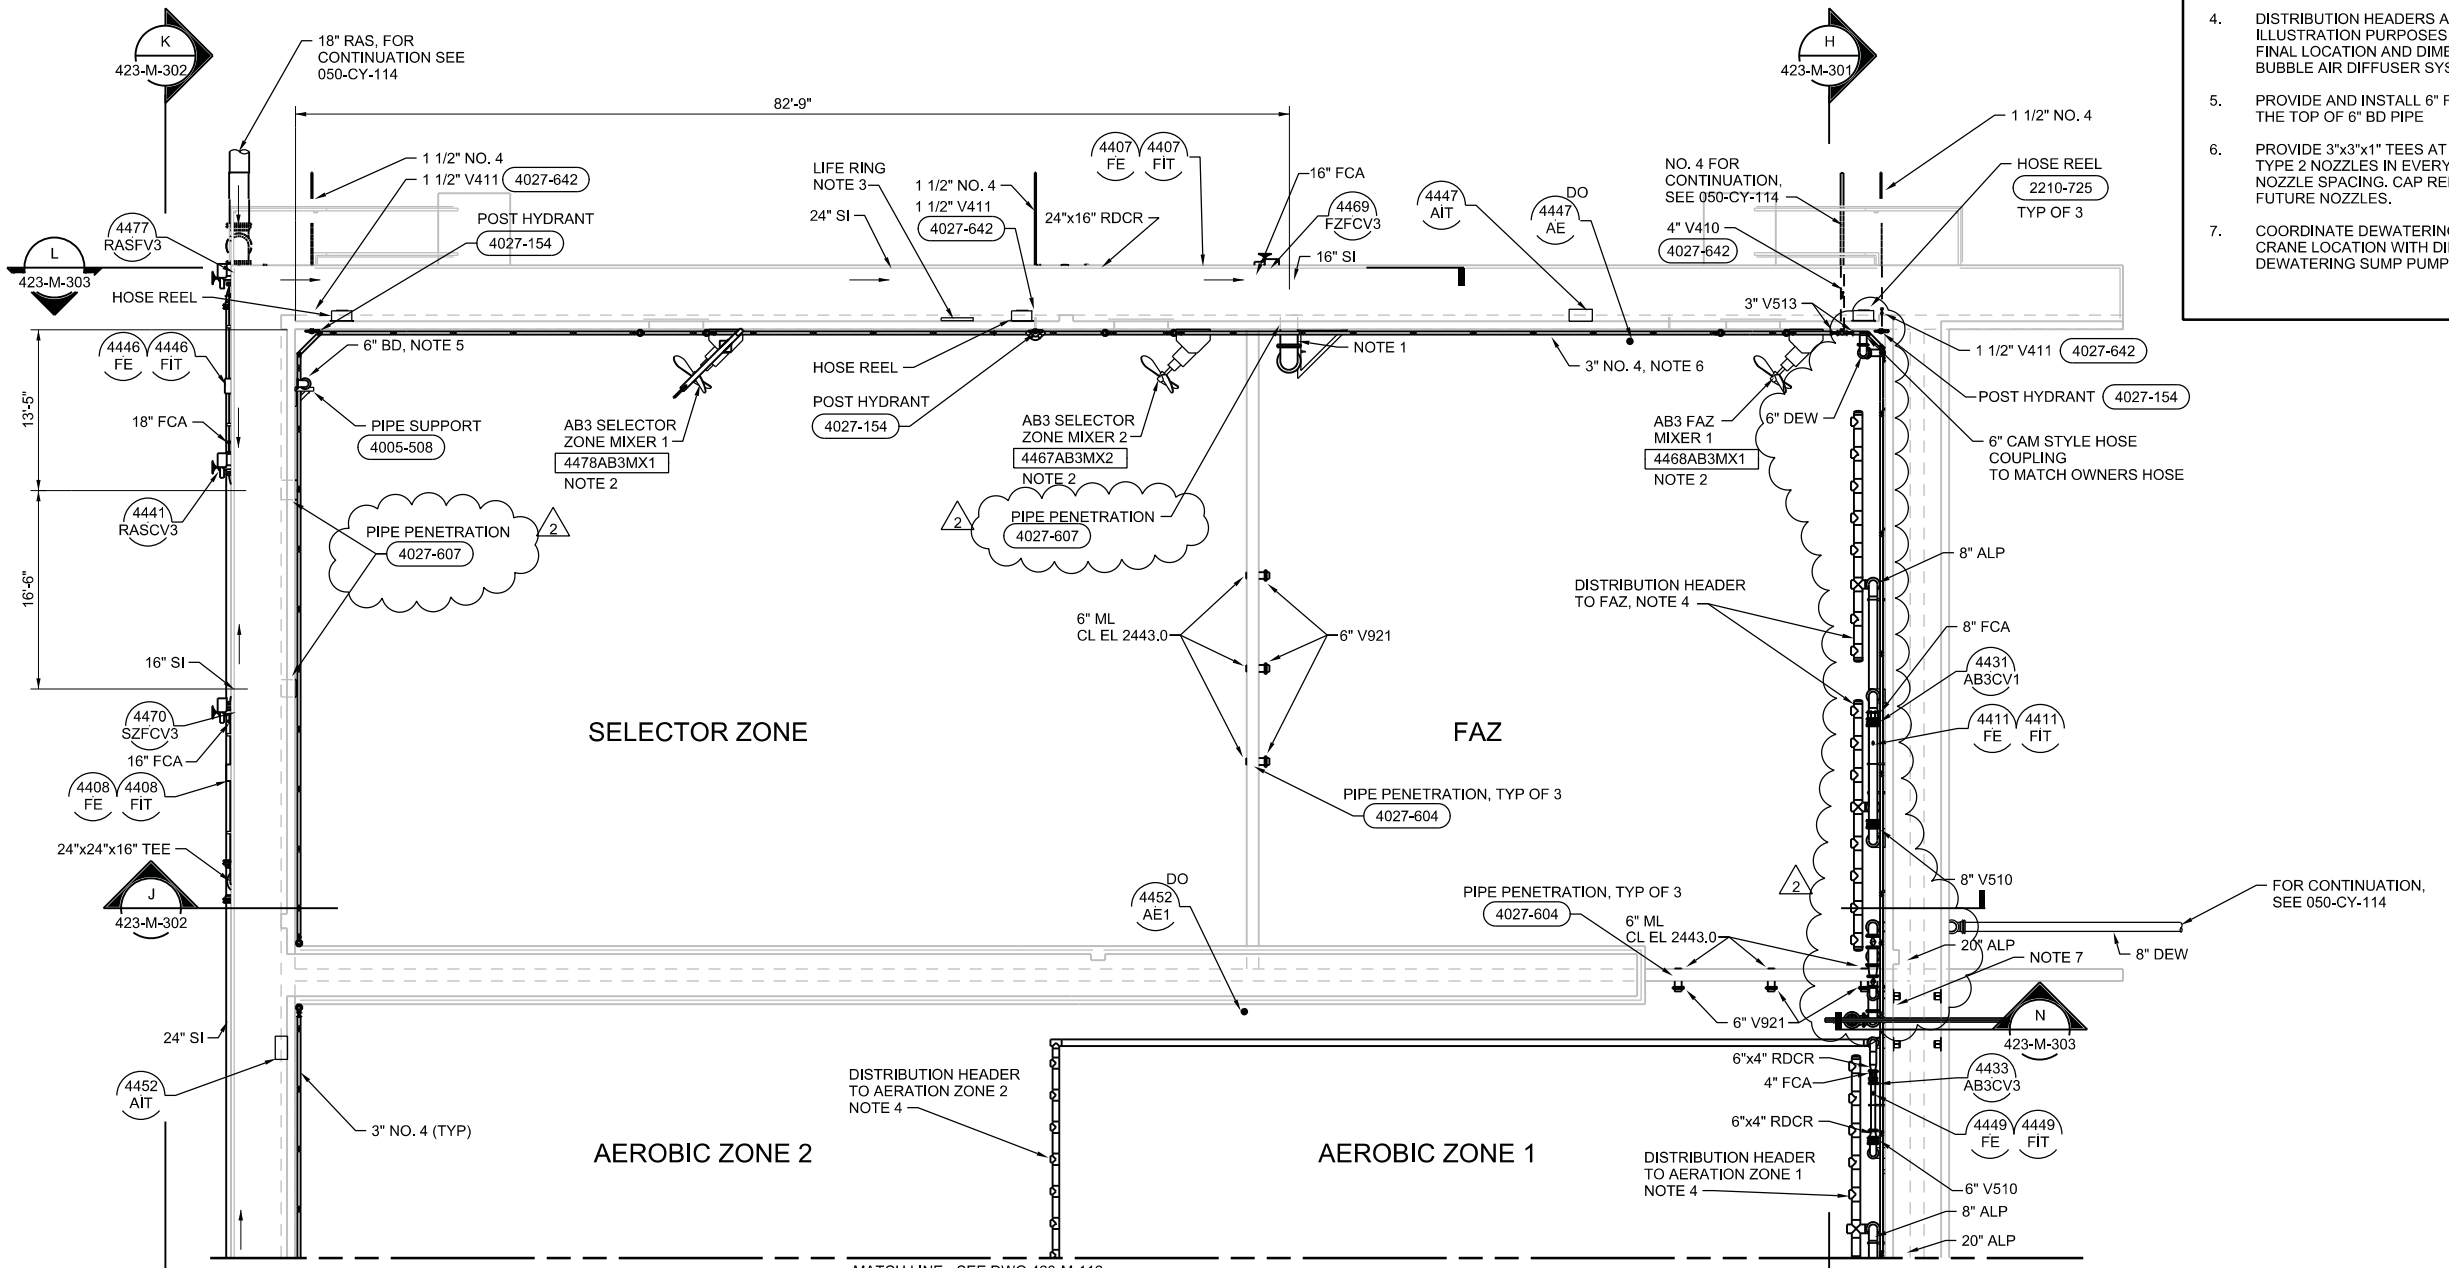 K
423-M-302
18" RAS, FOR
CONTINUATION SEE
050-CY-114
82'-9"
H
423-M-301
4. DISTRIBUTION HEADERS A
ILLUSTRATION PURPOSES
FINAL LOCATION AND DIME
BUBBLE AIR DIFFUSER SYS
5. PROVIDE AND INSTALL 6" F
THE TOP OF 6" BD PIPE
6. PROVIDE 3"x3"x1" TEES AT
TYPE 2 NOZZLES IN EVERY
NOZZLE SPACING. CAP RE
FUTURE NOZZLES.
7. COORDINATE DEWATERING
CRANE LOCATION WITH DI
DEWATERING SUMP PUMP
1 1/2" NO. 4
1 1/2" V411 4027-642
POST HYDRANT
4027-154
4477
RASFV3
L
423-M-303
HOSE REEL
LIFE RING
NOTE 3
24" SI
1 1/2" NO. 4
1 1/2" V411
4027-642
24"x16" RDCR
4407 4407
FE FIT
16" FCA
4469
FZFCV3
16" SI
4447
AIT
DO
4447
AE
NO. 4 FOR
CONTINUATION,
SEE 050-CY-114
4" V410
4027-642
3" V513
1 1/2" NO. 4
HOSE REEL
2210-725
TYP OF 3
1 1/2" V411 4027-642
POST HYDRANT 4027-154
6" CAM STYLE HOSE
COUPLING
TO MATCH OWNERS HOSE
4446 4446
FE FIT
6" BD, NOTE 5
13'-5"
18" FCA
PIPE SUPPORT
4005-508
AB3 SELECTOR
ZONE MIXER 1
4478AB3MX1
NOTE 2
HOSE REEL
POST HYDRANT
4027-154
AB3 SELECTOR
ZONE MIXER 2
4467AB3MX2
NOTE 2
NOTE 1
3" NO. 4, NOTE 6
AB3 FAZ
MIXER 1
4468AB3MX1
NOTE 2
6" DEW
4441
RASCV3
PIPE PENETRATION
4027-607
2
2
PIPE PENETRATION
4027-607
16'-6"
8" ALP
DISTRIBUTION HEADER
TO FAZ, NOTE 4
6" ML
CL EL 2443.0
6" V921
8" FCA
4431
AB3CV1
16" SI
4470
SZFCV3
16" FCA
SELECTOR ZONE
FAZ
4411 4411
FE FIT
4408 4408
FE FIT
PIPE PENETRATION, TYP OF 3
4027-604
24"x24"x16" TEE
J
423-M-302
DO
4452
AE1
PIPE PENETRATION, TYP OF 3
4027-604
6" ML
CL EL 2443.0
2
8" V510
FOR CONTINUATION,
SEE 050-CY-114
20" ALP
8" DEW
NOTE 7
6" V921
N
423-M-303
24" SI
4452
AIT
3" NO. 4 (TYP)
DISTRIBUTION HEADER
TO AERATION ZONE 2
NOTE 4
6"x4" RDCR
4" FCA
4433
AB3CV3
6"x4" RDCR
4449 4449
FE FIT
AEROBIC ZONE 2
AEROBIC ZONE 1
DISTRIBUTION HEADER
TO AERATION ZONE 1
NOTE 4
6" V510
8" ALP
20" ALP